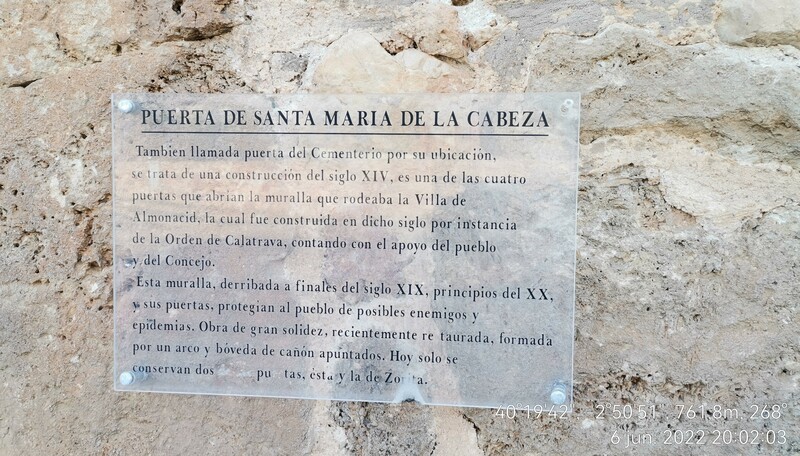 PUERTA DE SANTA MARIA DE LA CABEZA
Tambien llamada puerta del Cementerio por su ubicación,
se trata de una construcción del siglo XIV, es una de las cuatro
puertas que abrian la muralla que rodeaba la Villa de
Almonacid, la cual fue construida en dicho siglo por instancia
de la Orden de Calatrava, contando con el apoyo del pueblo
y del Concejo.
Esta muralla, derribada a finales del siglo XIX, principios del XX,
y sus puertas, protegian al pueblo de posibles enemigos y
epidemias. Obra de gran solidez, recientemente re taurada, formada
por un arco y bóveda de cañón apuntados. Hoy solo se
conservan dos pu tas, ésta y la de
40°19'42" 2°50'51" 761.8m, 268°
6 jun. 2022 20:02:03